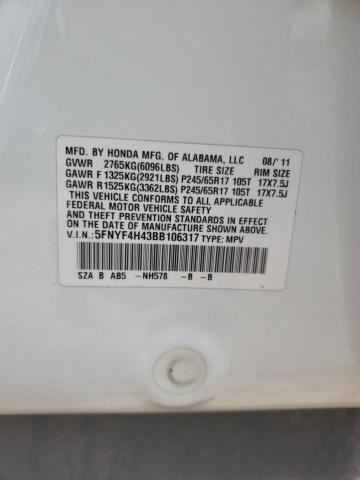 MFD. BY HONDA MFG. OF ALABAMA, LLC 08/'11
GVWR 2765KG(6096LBS) TIRE SIZE RIM SIZE
GAWR F 1325KG(2921LBS) P245/65R17 105T 17X7.5J
GAWR R1525KG(3362LBS) P245/65R17 105T 17X7.5J
THIS VEHICLE CONFORMS TO ALL APPLICABLE
FEDERAL MOTOR VEHICLE SAFETY AND
THEFT PREVENTION STANDARDS IN EFFECT ON
THE DATE OF MANUFACTURE SHOWN ABOVE.
V.I.N.: 5FNYF4H43BB106317 TYPE: MPV
SZA B AB5 -NH578 -B -B